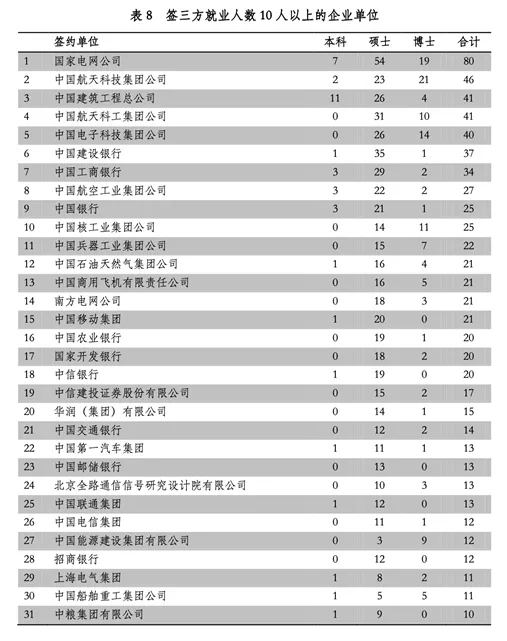 表 8 签三方就业人数 10 人以上的企业单位
签约单位 本科 硕士 博士 合计
1 国家电网公司 7 54 19 80
2 中国航天科技集团公司 2 23 21 46
3 中国建筑工程总公司 11 26 4 41
4 中国航天科工集团公司 0 31 10 41
5 中国电子科技集团公司 0 26 14 40
6 中国建设银行 1 35 1 37
7 中国工商银行 3 29 2 34
8 中国航空工业集团公司 3 22 2 27
9 中国银行 3 21 1 25
10 中国核工业集团公司 0 14 11 25
11 中国兵器工业集团公司 0 15 7 22
12 中国石油天然气集团公司 1 16 4 21
13 中国商用飞机有限责任公司 0 16 5 21
14 南方电网公司 0 18 3 21
15 中国移动集团 1 20 0 21
16 中国农业银行 0 19 1 20
17 国家开发银行 0 18 2 20
18 中信银行 1 19 0 20
19 中信建投证券股份有限公司 0 15 2 17
20 华润（集团）有限公司 0 14 1 15
21 中国交通银行 0 12 2 14
22 中国第一汽车集团 1 11 1 13
23 中国邮储银行 0 13 0 13
24 北京全路通信信号研究设计院有限公司 0 10 3 13
25 中国联通集团 1 12 0 13
26 中国电信集团 0 11 1 12
27 中国能源建设集团有限公司 0 3 9 12
28 招商银行 0 12 0 12
29 上海电气集团 1 8 2 11
30 中国船舶重工集团公司 1 5 5 11
31 中粮集团有限公司 1 9 0 10